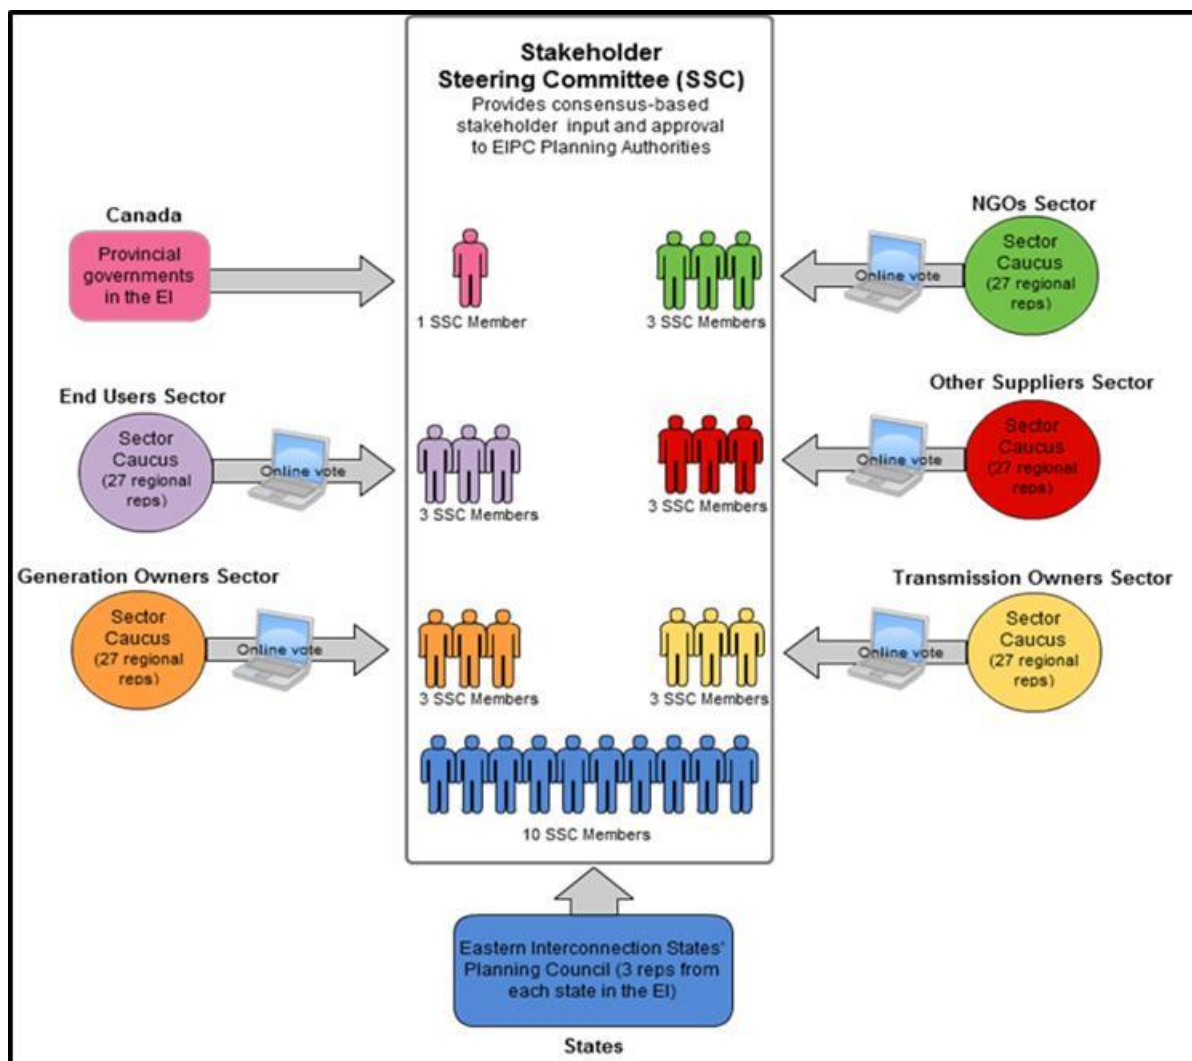 Stakeholder
Steering Committee (SSC)
Provides consensus-based
stakeholder input and approval
to EIPC Planning Authorities
Canada
Provincial
governments
in the EI
1 SSC Member
NGOs Sector
Sector
Caucus
(27 regional
reps)
Online vote
3 SSC Members
End Users Sector
Sector
Caucus
(27 regional
reps)
Online vote
3 SSC Members
Other Suppliers Sector
Sector
Caucus
(27 regional
reps)
Online vote
3 SSC Members
Generation Owners Sector
Sector
Caucus
(27 regional
reps)
Online vote
3 SSC Members
Transmission Owners Sector
Sector
Caucus
(27 regional
reps)
Online vote
3 SSC Members
10 SSC Members
Eastern Interconnection States'
Planning Council (3 reps from
each state in the EI)
States